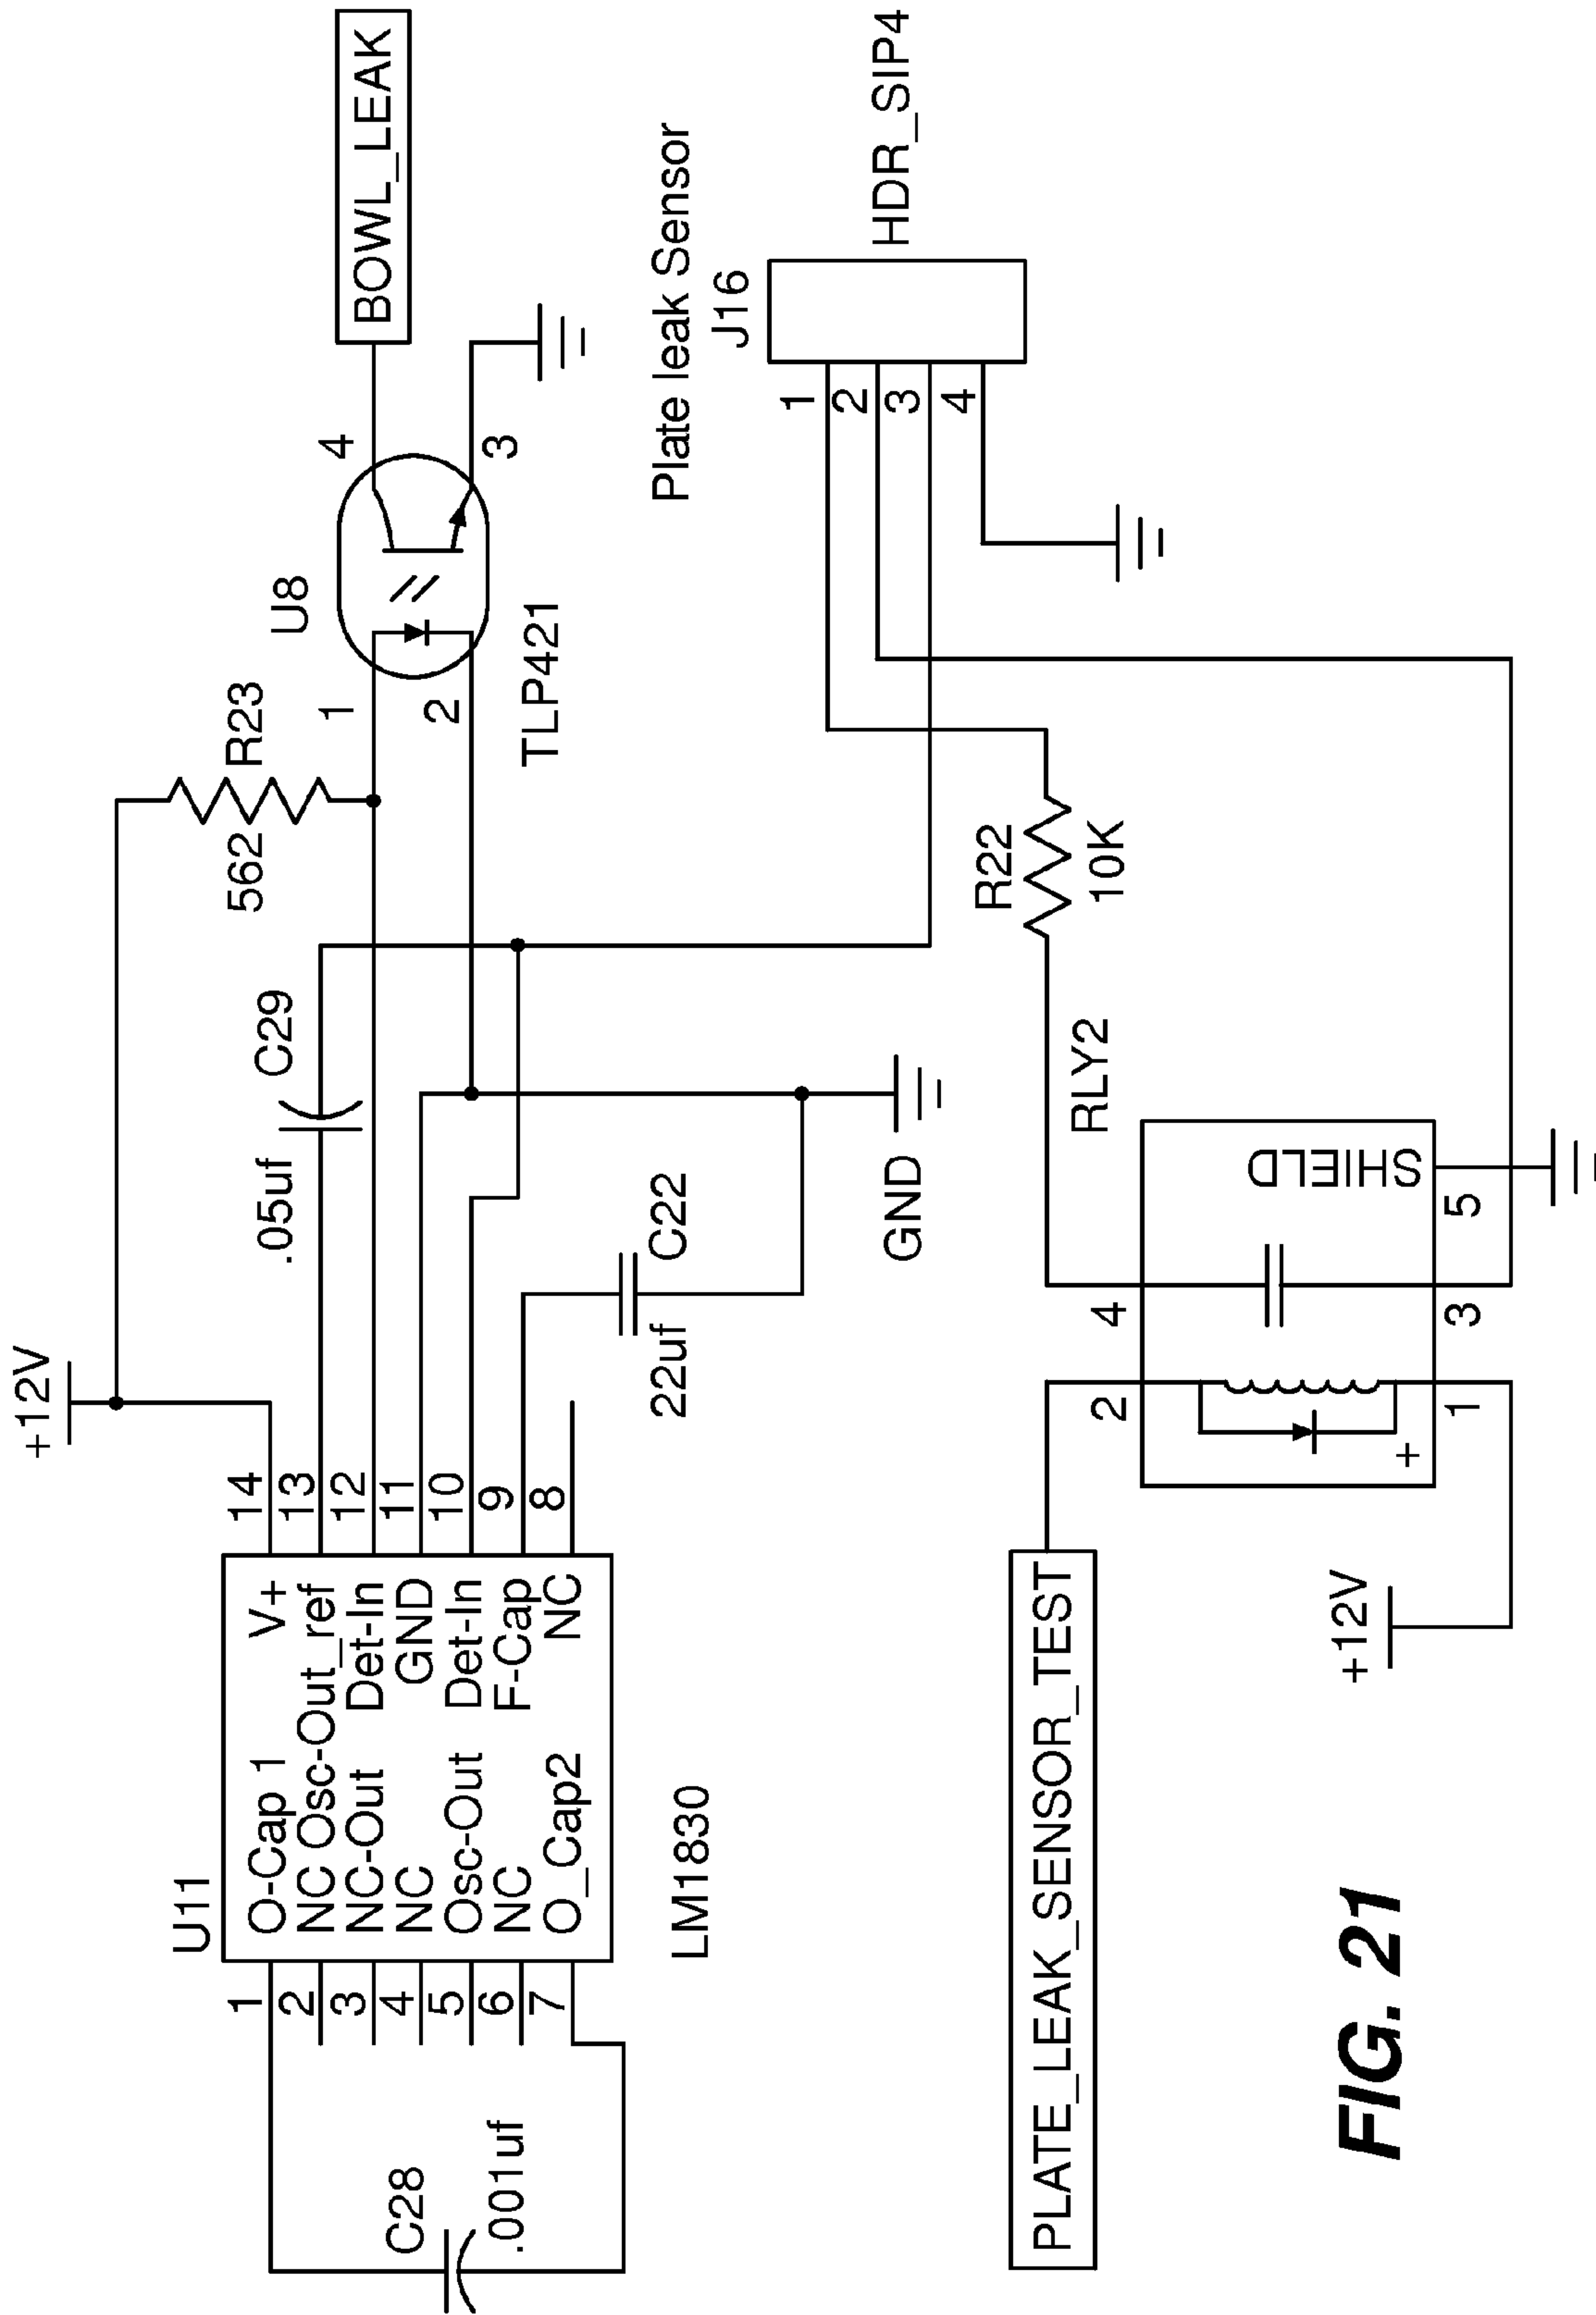 +12V
U11
1 O-Cap 1 V+ 14
2 NC Osc-Out_ref 13
3 NC-Out Det-In 12
4 NC GND 11
5 Osc-Out Det-In 10
6 NC F-Cap 9
7 O_Cap2 NC 8
LM1830
C28
.001uf
.05uf
C29
562
R23
U8
1
2
4
3
TLP421
BOWL_LEAK
22uf
C22
GND
Plate leak Sensor
J16
1
2
3
4
HDR_SIP4
R22
10K
RLY2
PLATE_LEAK_SENSOR_TEST
2
4
SHIELD
+
1
3
5
+12V
FIG. 21